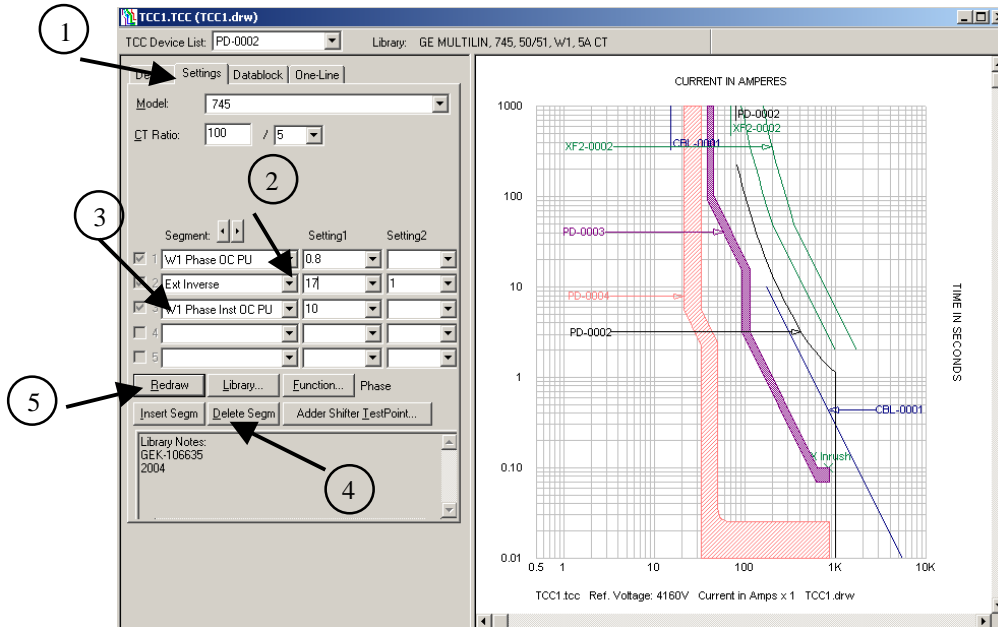 TCC1.TCC (TCC1.drw)
TCC Device List: PD-0002 Library: GE MULTILIN, 745, 50/51, W1, 5A CT
1
Settings Datablock One-Line
Model: 745
CT Ratio: 100 / 5
2
3
Segment: Setting1 Setting2
1 W1 Phase OC PU 0.8
2 Ext Inverse 17 1
3 W1 Phase Inst OC PU 10
4
5
Redraw Library... Function... Phase
5
Insert Segm Delete Segm Adder Shifter TestPoint...
Library Notes:
GEK-106635
2004
4
CURRENT IN AMPERES
1000
100
10
1
0.10
0.01
PD-0002
XF2-0002
CBL-0001
XF2-0002
PD-0003
PD-0004
PD-0002
CBL-0001
X Inrush
TIME IN SECONDS
0.5 1 10 100 1K 10K
TCC1.tcc Ref. Voltage: 4160V Current in Amps x 1 TCC1.drw